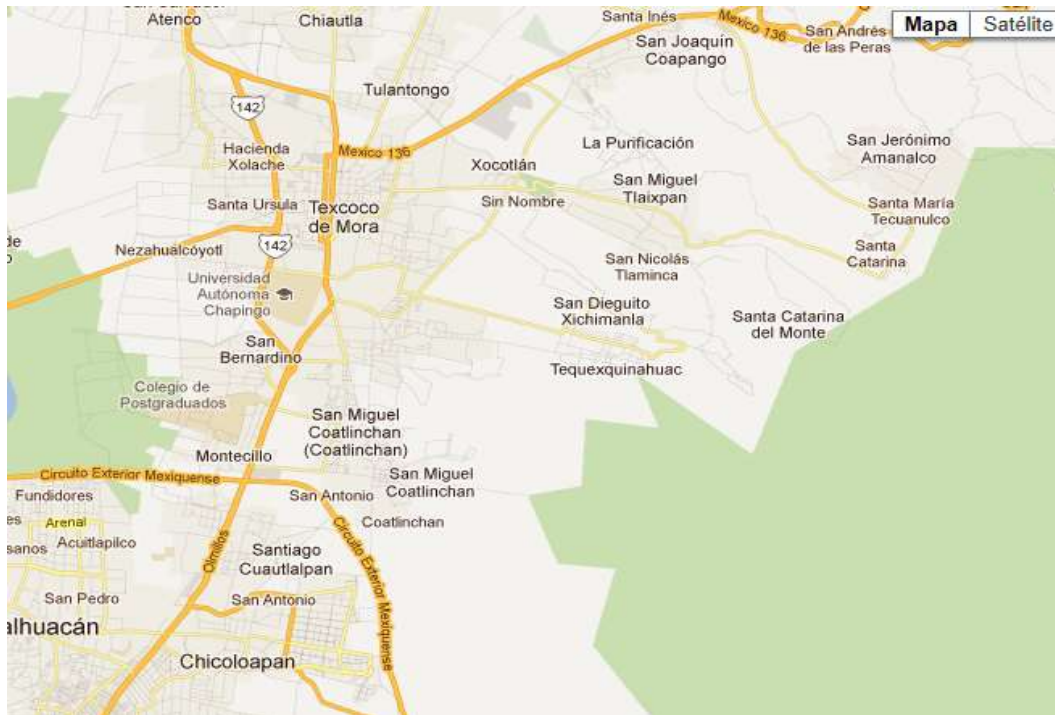 Atenco
Chiautla
Santa Inés
Mexico 136
San Andrés
de las Peras
Mapa
Satélite
San Joaquín
Coapango
Tulantongo
142
Mexico 136
Hacienda
Xolache
La Purificación
San Jerónimo
Amanalco
Xocotlán
San Miguel
Tlaixpan
Santa Ursula
Texcoco
de Mora
Sin Nombre
Santa María
Tecuanulco
Nezahualcóyotl
142
de
o
Santa
Catarina
San Nicolás
Tlaminca
Universidad
Autónoma
Chapingo
San Dieguito
Xichimanla
Santa Catarina
del Monte
San
Bernardino
Tequexquinahuac
Colegio de
Postgraduados
San Miguel
Coatlinchan
(Coatlinchan)
Montecillo
San Miguel
Coatlinchan
Circuito Exterior Mexiquense
Fundidores
San Antonio
es
Arenal
Coatlinchan
sanos
Acuitlapilco
Olmillos
Santiago
Cuautlalpan
Circuito Exterior Mexiquense
San Pedro
San Antonio
alhuacán
Chicoloapan